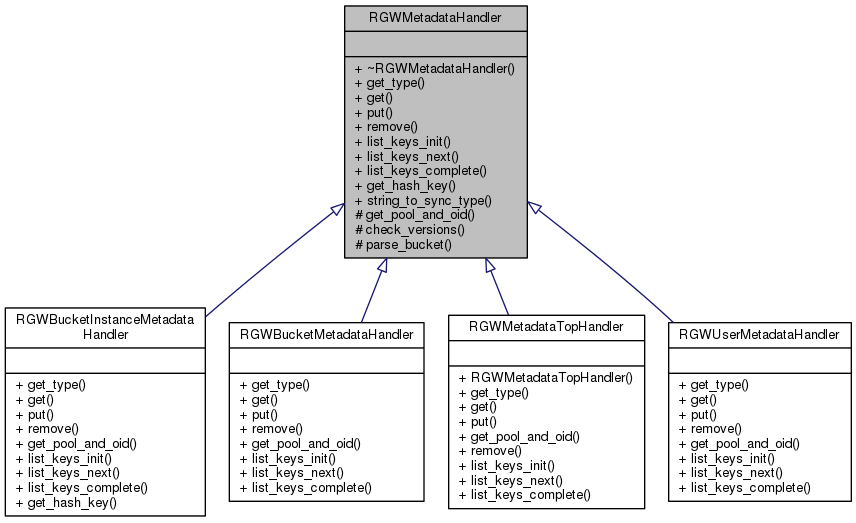 RGWMetadataHandler
+ ~RGWMetadataHandler()
+ get_type()
+ get()
+ put()
+ remove()
+ list_keys_init()
+ list_keys_next()
+ list_keys_complete()
+ get_hash_key()
+ string_to_sync_type()
# get_pool_and_oid()
# check_versions()
# parse_bucket()
RGWBucketInstanceMetadata
Handler
+ get_type()
+ get()
+ put()
+ remove()
+ get_pool_and_oid()
+ list_keys_init()
+ list_keys_next()
+ list_keys_complete()
+ get_hash_key()
RGWBucketMetadataHandler
+ get_type()
+ get()
+ put()
+ remove()
+ get_pool_and_oid()
+ list_keys_init()
+ list_keys_next()
+ list_keys_complete()
RGWMetadataTopHandler
+ RGWMetadataTopHandler()
+ get_type()
+ get()
+ put()
+ get_pool_and_oid()
+ remove()
+ list_keys_init()
+ list_keys_next()
+ list_keys_complete()
RGWUserMetadataHandler
+ get_type()
+ get()
+ put()
+ remove()
+ get_pool_and_oid()
+ list_keys_init()
+ list_keys_next()
+ list_keys_complete()